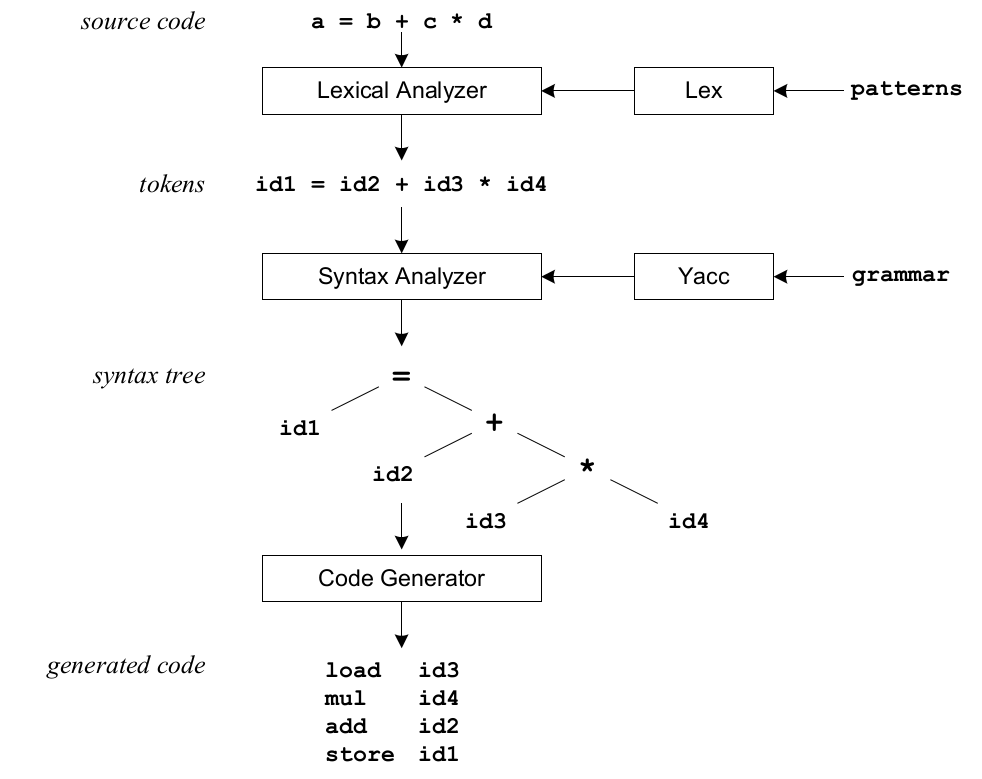 source code a = b + c * d
Lexical Analyzer Lex patterns
tokens id1 = id2 + id3 * id4
Syntax Analyzer Yacc grammar
syntax tree =
id1 +
id2 *
id3 id4
Code Generator
generated code load id3
mul id4
add id2
store id1